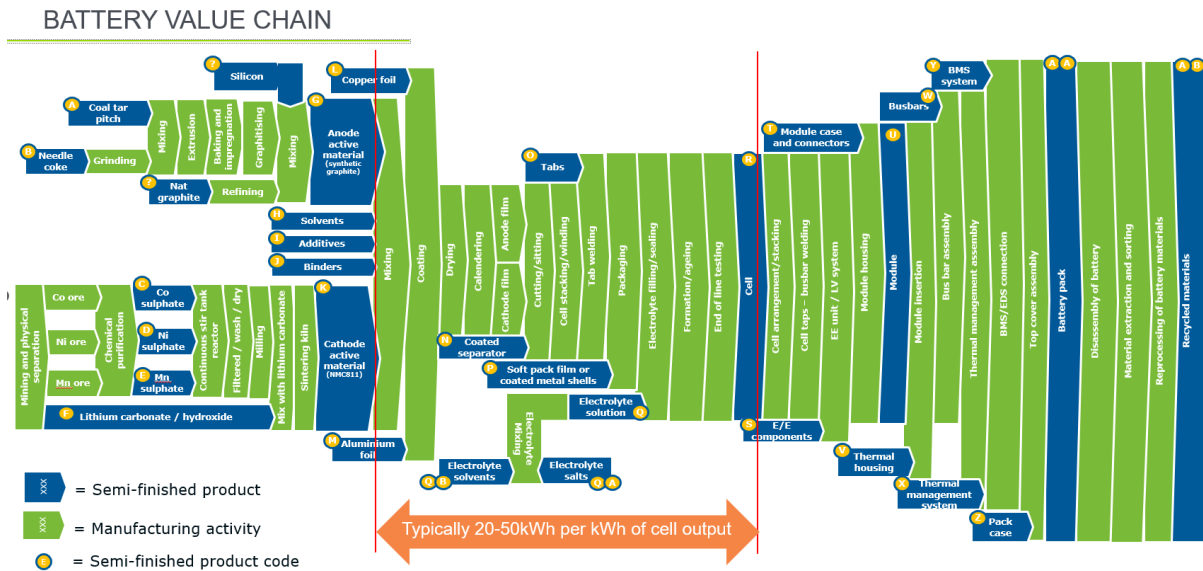 BATTERY VALUE CHAIN
?
Silicon
L
Copper foil
A
Coal tar
pitch
Mixing
Extrusion
Baking and
impregnation
Graphitising
Mixing
G
Anode
active
material
(synthetic
graphite)
B
Needle
coke
Grinding
?
Nat
graphite
Refining
H
Solvents
I
Additives
J
Binders
Mining and physical
separation
Co ore
Ni ore
Mn ore
Chemical
purification
C
Co
sulphate
D
Ni
sulphate
E
Mn
sulphate
Continuous stir tank
reactor
Filtered / wash / dry
Milling
Mix with lithium carbonate
Sintering kiln
K
Cathode
active
material
(NMC811)
F
Lithium carbonate / hydroxide
M
Aluminium
foil
Mixing
Coating
Drying
Calendering
Anode film
Cathode film
N
Coated
separator
O
Tabs
Cutting/sitting
Cell stacking/winding
Tab welding
Packaging
P
Soft pack film or
coated metal shells
Electrolyte filling/sealing
Formation/ageing
End of line testing
Electrolyte
Mixing
Electrolyte
solution
Q
Electrolyte
solvents
Q B
Electrolyte
salts
Q A
R
Cell
S
E/E
components
I
Module case
and connectors
Cell arrangement/stacking
Cell taps – busbar welding
EE unit / LV system
Module housing
U
Module
V
Thermal
housing
Busbars
W
Y
BMS
system
Module insertion
Bus bar assembly
Thermal management assembly
X
Thermal
management
system
BMS/EDS connection
Top cover assembly
Z
Pack
case
A A
Battery pack
Disassembly of battery
Material extraction and sorting
Reprocessing of battery materials
A B
Recycled materials
XXX
= Semi-finished product
XXX
= Manufacturing activity
E
= Semi-finished product code
Typically 20-50kWh per kWh of cell output